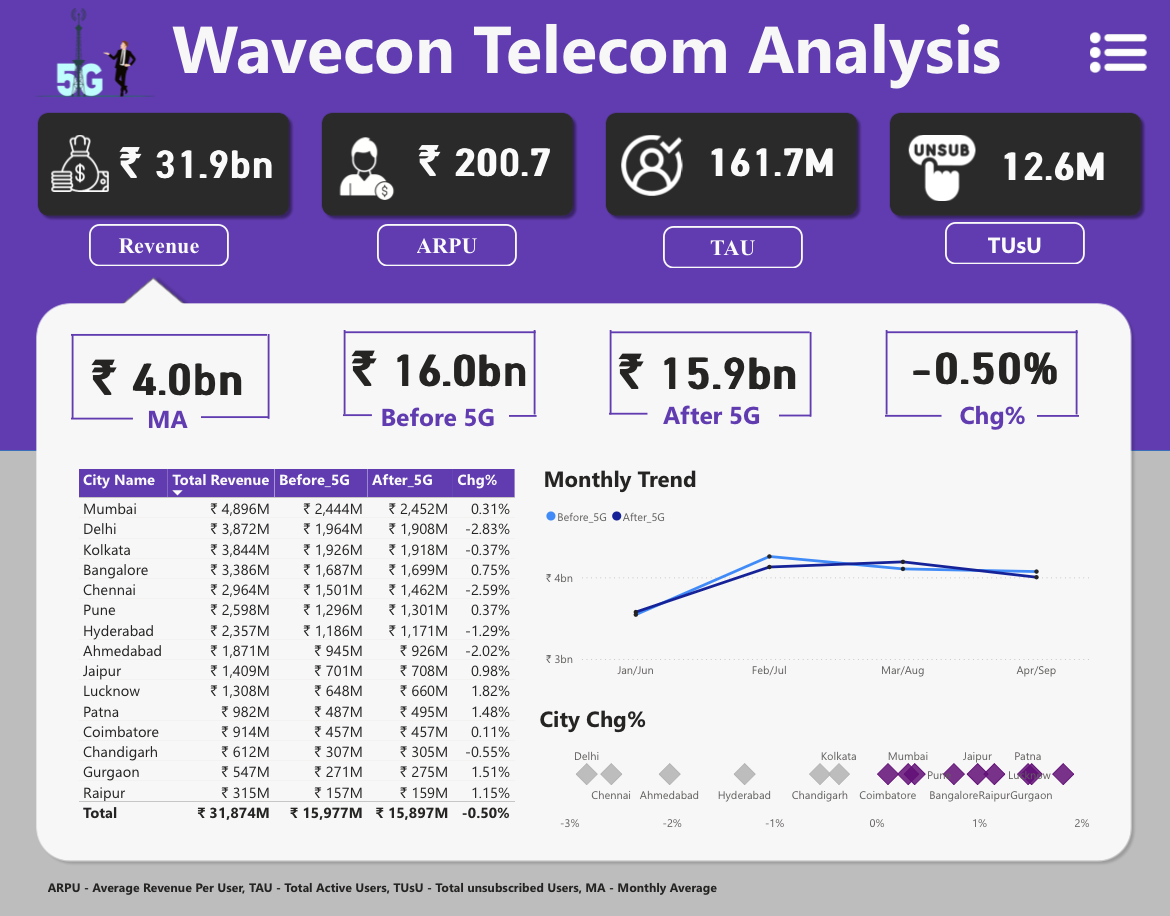 5G
Wavecon Telecom Analysis
₹ 31.9bn
₹ 200.7
161.7M
UNSUB
12.6M
Revenue
ARPU
TAU
TUsU
₹ 4.0bn
MA
₹ 16.0bn
Before 5G
₹ 15.9bn
After 5G
-0.50%
Chg%
City Name Total Revenue Before_5G After_5G Chg%
Mumbai ₹ 4,896M ₹ 2,444M ₹ 2,452M 0.31%
Delhi ₹ 3,872M ₹ 1,964M ₹ 1,908M -2.83%
Kolkata ₹ 3,844M ₹ 1,926M ₹ 1,918M -0.37%
Bangalore ₹ 3,386M ₹ 1,687M ₹ 1,699M 0.75%
Chennai ₹ 2,964M ₹ 1,501M ₹ 1,462M -2.59%
Pune ₹ 2,598M ₹ 1,296M ₹ 1,301M 0.37%
Hyderabad ₹ 2,357M ₹ 1,186M ₹ 1,171M -1.29%
Ahmedabad ₹ 1,871M ₹ 945M ₹ 926M -2.02%
Jaipur ₹ 1,409M ₹ 701M ₹ 708M 0.98%
Lucknow ₹ 1,308M ₹ 648M ₹ 660M 1.82%
Patna ₹ 982M ₹ 487M ₹ 495M 1.48%
Coimbatore ₹ 914M ₹ 457M ₹ 457M 0.11%
Chandigarh ₹ 612M ₹ 307M ₹ 305M -0.55%
Gurgaon ₹ 547M ₹ 271M ₹ 275M 1.51%
Raipur ₹ 315M ₹ 157M ₹ 159M 1.15%
Total ₹ 31,874M ₹ 15,977M ₹ 15,897M -0.50%
Monthly Trend
Before_5G After_5G
₹ 4bn
₹ 3bn
Jan/Jun Feb/Jul Mar/Aug Apr/Sep
City Chg%
Delhi Kolkata Mumbai Jaipur Patna
Pune Lucknow
Chennai Ahmedabad Hyderabad Chandigarh Coimbatore Bangalore Raipur Gurgaon
-3% -2% -1% 0% 1% 2%
ARPU - Average Revenue Per User, TAU - Total Active Users, TUsU - Total unsubscribed Users, MA - Monthly Average